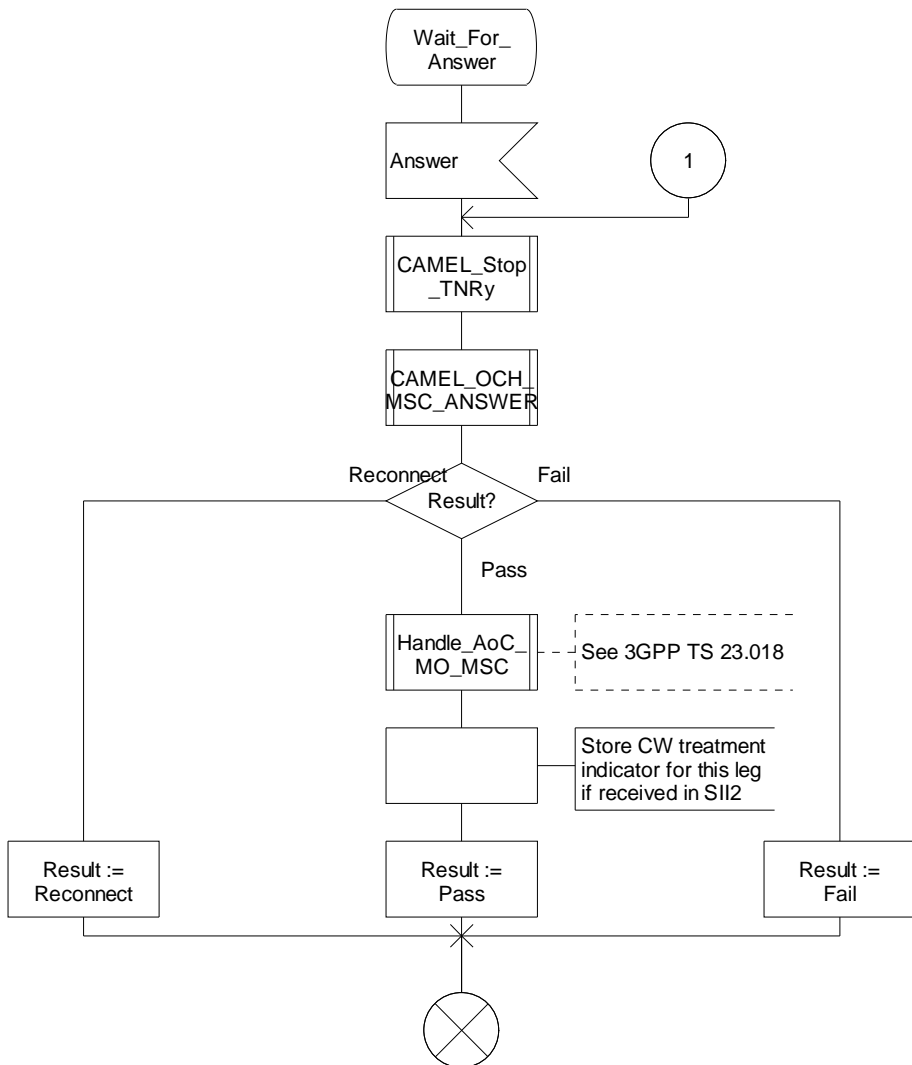 Wait_For_
Answer
Answer
1
CAMEL_Stop
_TNRy
CAMEL_OCH_
MSC_ANSWER
Reconnect
Fail
Result?
Pass
Handle_AoC_
MO_MSC
See 3GPP TS 23.018
Store CW treatment
indicator for this leg
if received in SII2
Result :=
Reconnect
Result :=
Pass
Result :=
Fail